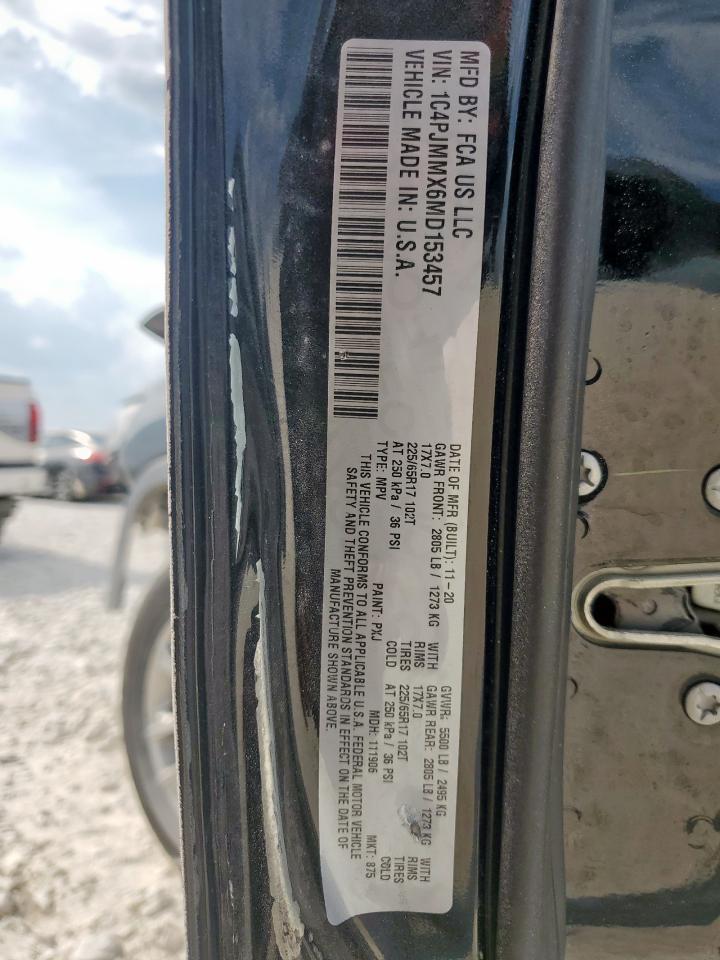 MFD BY: FCA US LLC
VIN: 1C4PJMMX6MD153457
VEHICLE MADE IN: U.S.A.
DATE OF MFR (BUILT): 11-20 GVWR: 5500 LB / 2495 KG
GAWR FRONT: 2805 LB / 1273 KG WITH GAWR REAR: 2805 LB / 1273 KG WITH
17X7.0 RIMS 17X7.0 RIMS
225/65R17 102T TIRES 225/65R17 102T TIRES
AT 250 kPa / 36 PSI COLD AT 250 kPa / 36 PSI COLD
TYPE: MPV PAINT: PXJ MDH: 111906 MKT: 875
THIS VEHICLE CONFORMS TO ALL APPLICABLE U.S.A. FEDERAL MOTOR VEHICLE
SAFETY AND THEFT PREVENTION STANDARDS IN EFFECT ON THE DATE OF
MANUFACTURE SHOWN ABOVE.